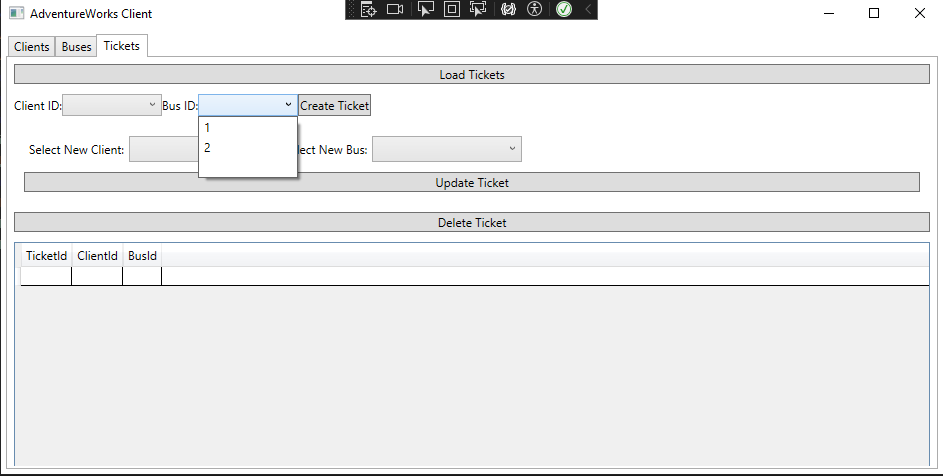 AdventureWorks Client
Clients Buses Tickets
Load Tickets
Client ID: Bus ID: Create Ticket
1
2
Select New Client: lect New Bus:
Update Ticket
Delete Ticket
TicketId ClientId BusId